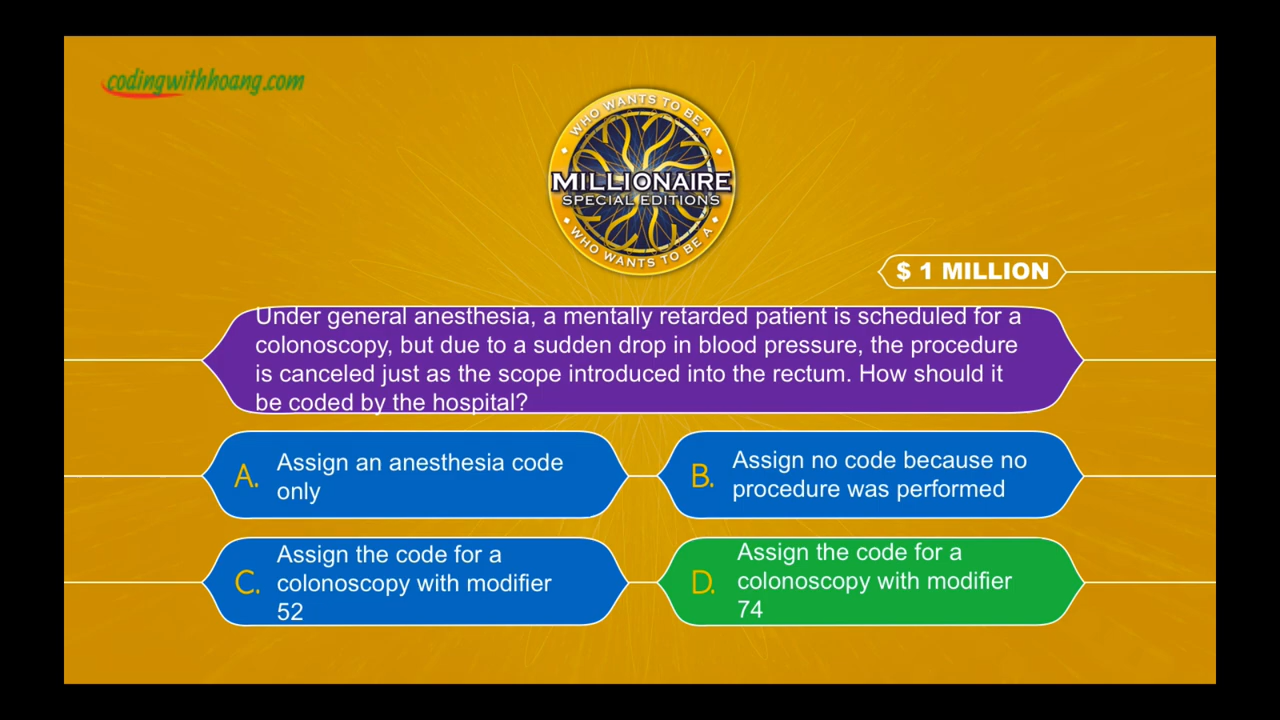 codingwithhoang.com
WHO WANTS TO BE A
MILLIONAIRE
SPECIAL EDITIONS
WHO WANTS TO BE A
$ 1 MILLION
Under general anesthesia, a mentally retarded patient is scheduled for a
colonoscopy, but due to a sudden drop in blood pressure, the procedure
is canceled just as the scope introduced into the rectum. How should it
be coded by the hospital?
A. Assign an anesthesia code
only
B. Assign no code because no
procedure was performed
C. Assign the code for a
colonoscopy with modifier
52
D. Assign the code for a
colonoscopy with modifier
74